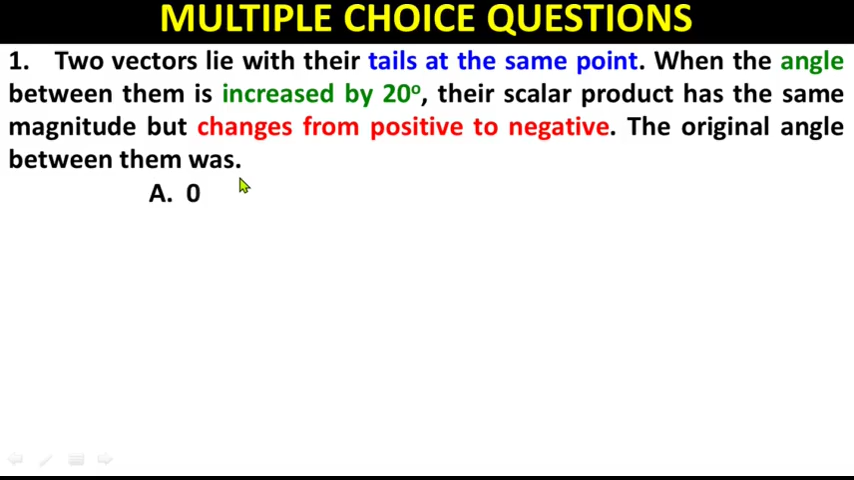 MULTIPLE CHOICE QUESTIONS
1. Two vectors lie with their tails at the same point. When the angle
between them is increased by 20º, their scalar product has the same
magnitude but changes from positive to negative. The original angle
between them was.
A. 0